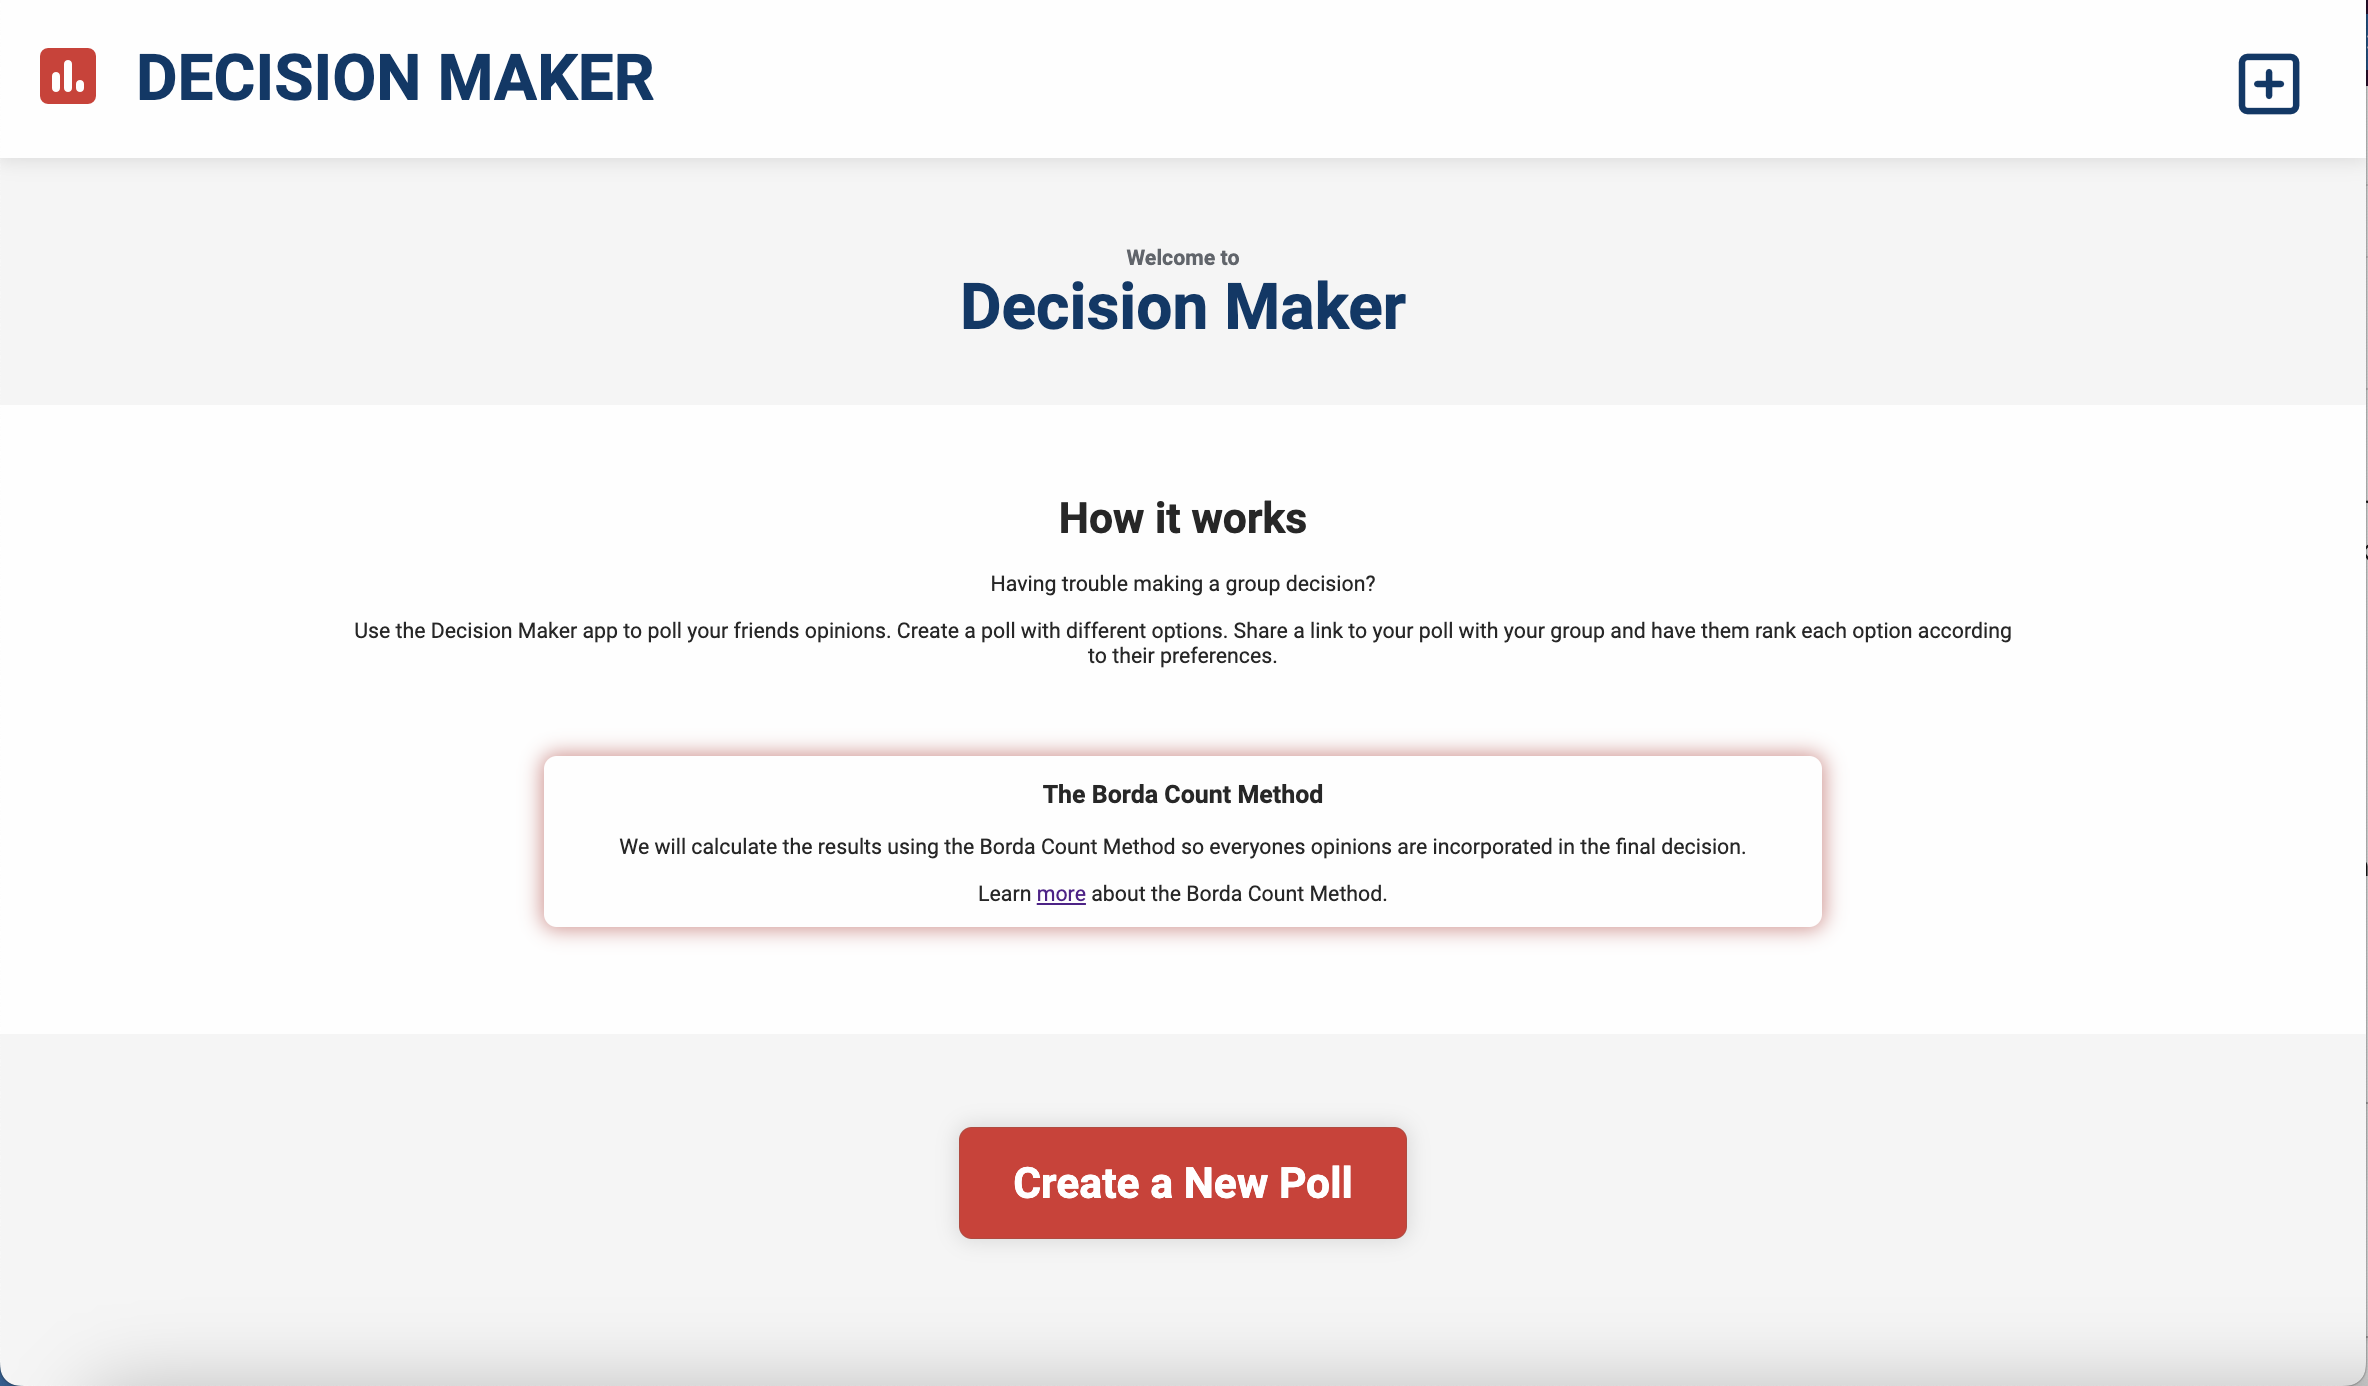 DECISION MAKER
Welcome to
Decision Maker
How it works
Having trouble making a group decision?
Use the Decision Maker app to poll your friends opinions. Create a poll with different options. Share a link to your poll with your group and have them rank each option according
to their preferences.
The Borda Count Method
We will calculate the results using the Borda Count Method so everyones opinions are incorporated in the final decision.
Learn more about the Borda Count Method.
Create a New Poll